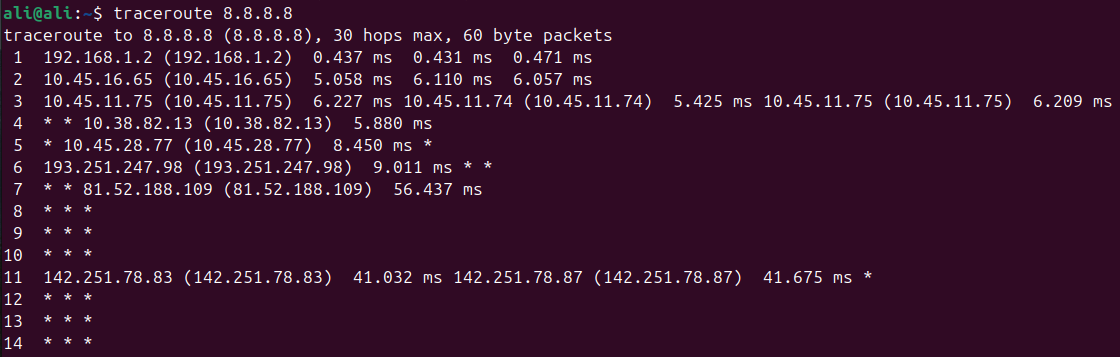 ali@ali:~$ traceroute 8.8.8.8
traceroute to 8.8.8.8 (8.8.8.8), 30 hops max, 60 byte packets
 1  192.168.1.2 (192.168.1.2)  0.437 ms  0.431 ms  0.471 ms
 2  10.45.16.65 (10.45.16.65)  5.058 ms  6.110 ms  6.057 ms
 3  10.45.11.75 (10.45.11.75)  6.227 ms 10.45.11.74 (10.45.11.74)  5.425 ms 10.45.11.75 (10.45.11.75)  6.209 ms
 4  * * 10.38.82.13 (10.38.82.13)  5.880 ms
 5  * 10.45.28.77 (10.45.28.77)  8.450 ms *
 6  193.251.247.98 (193.251.247.98)  9.011 ms * *
 7  * * 81.52.188.109 (81.52.188.109)  56.437 ms
 8  * * *
 9  * * *
10  * * *
11  142.251.78.83 (142.251.78.83)  41.032 ms 142.251.78.87 (142.251.78.87)  41.675 ms *
12  * * *
13  * * *
14  * * *